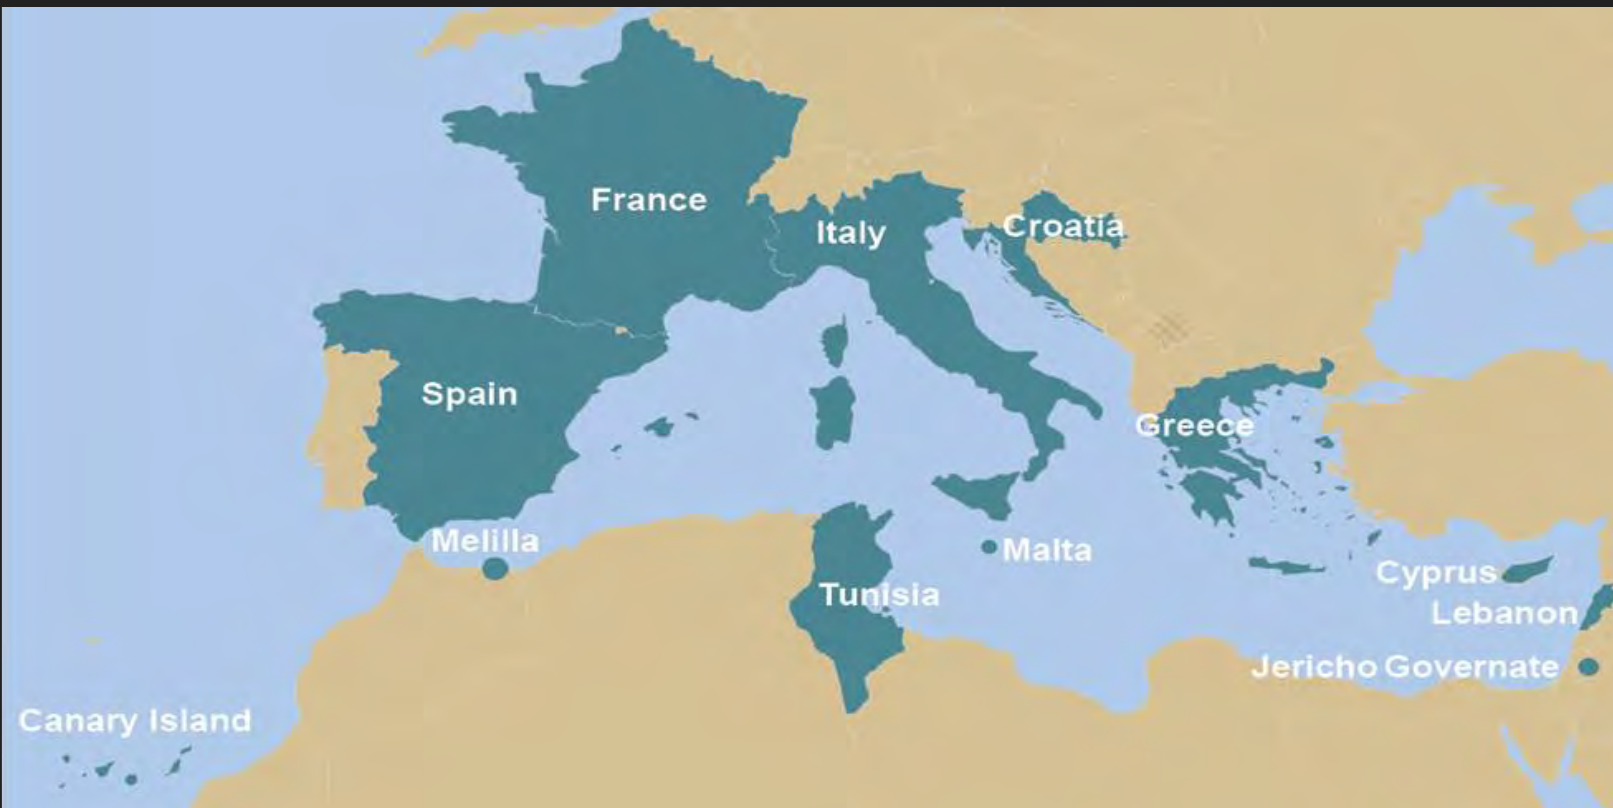 France
Italy
Croatia
Spain
Greece
Melilla
Malta
Cyprus
Tunisia
Lebanon
Jericho Governate
Canary Island